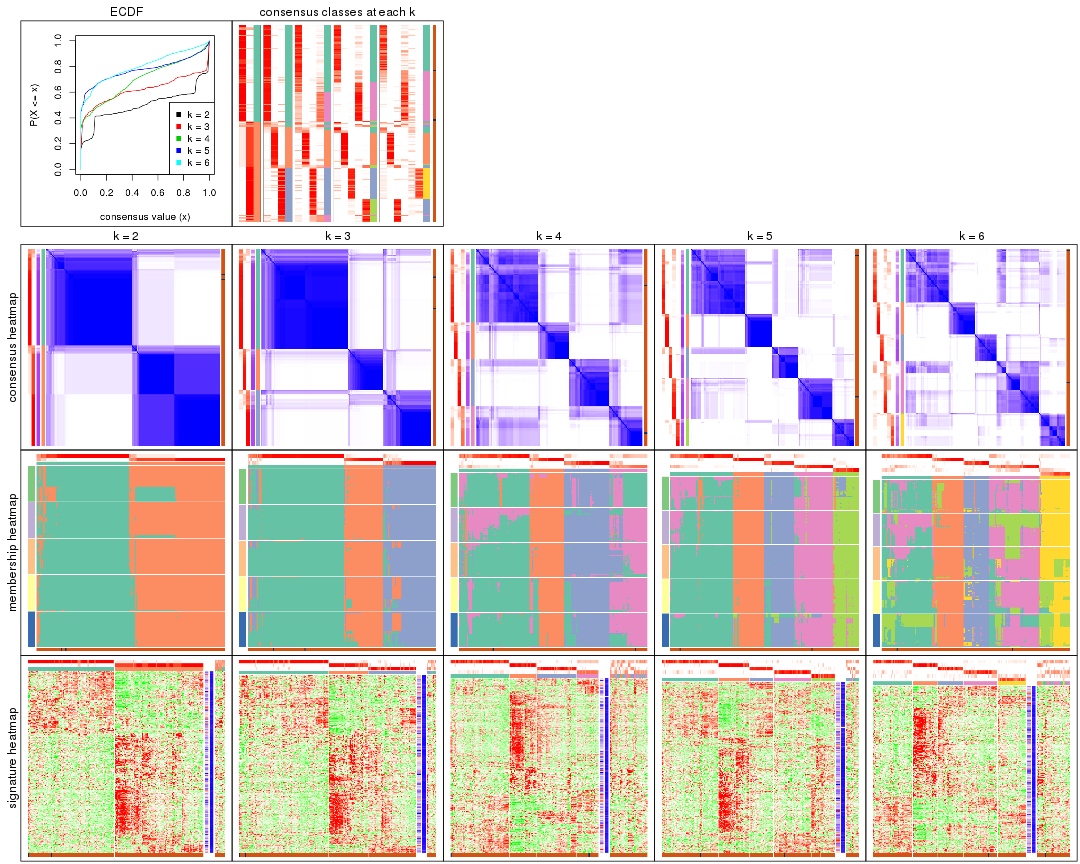 ECDF
consensus classes at each k
P(X <= x)
1.0
0.8
0.6
0.4
0.2
0.0
k = 2
k = 3
k = 4
k = 5
k = 6
0.0 0.2 0.4 0.6 0.8 1.0
consensus value (x)
k = 2
k = 3
k = 4
k = 5
k = 6
consensus heatmap
membership heatmap
signature heatmap